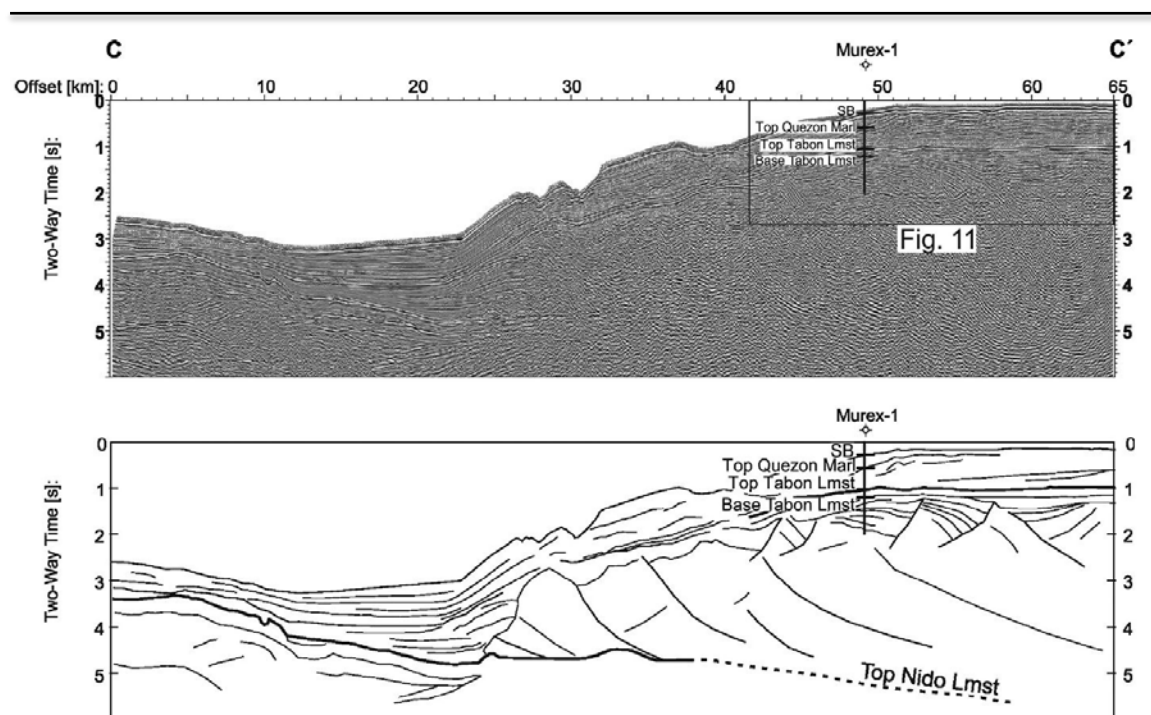 C C′
Murex-1
Offset [km]: 0 10 20 30 40 50 60 65
0 SB 0
Top Quezon Marl
1 Top Tabon Lmst 1
Base Tabon Lmst
2 2
Two-Way Time [s]:
3 Fig. 11 3
4 4
5 5
Murex-1
0 SB 0
Top Quezon Marl
1 Top Tabon Lmst 1
Base Tabon Lmst
2 2
Two-Way Time [s]:
3 3
4 4
5 Top Nido Lmst 5